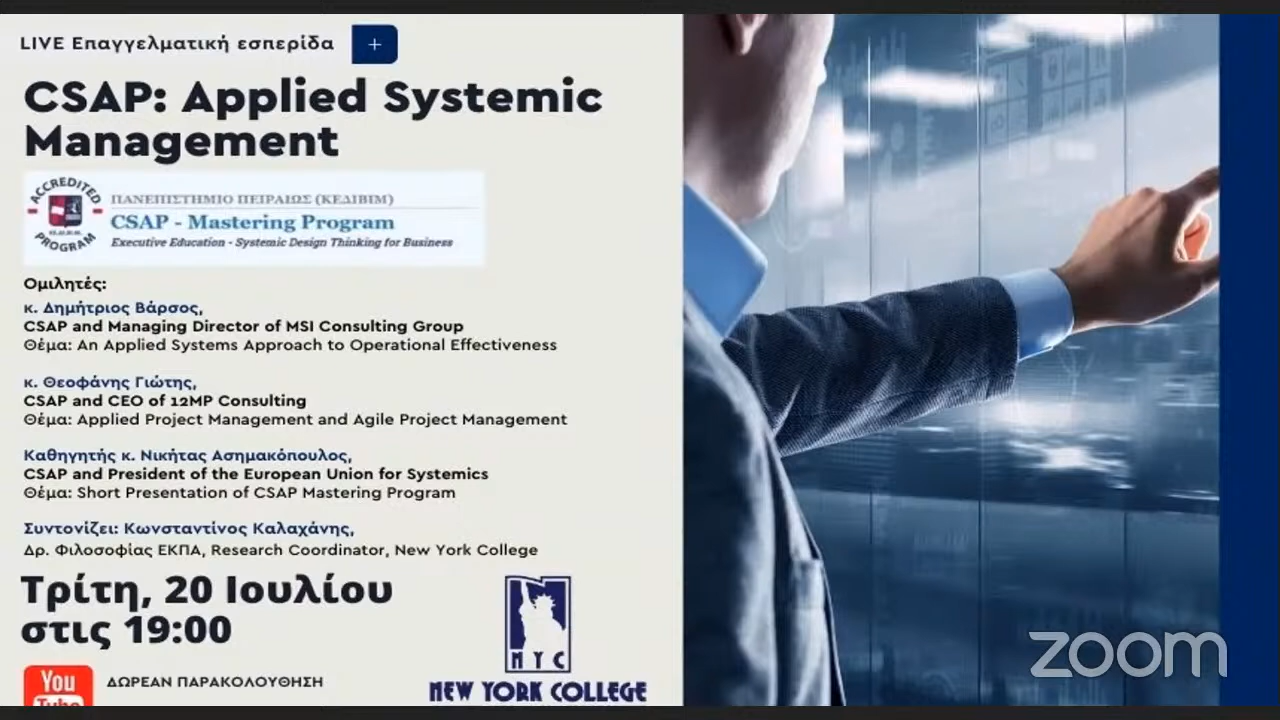 LIVE Επαγγελματική εσπερίδα +
CSAP: Applied Systemic
Management
ACCREDITED
PROGRAM
ΠΑΝΕΠΙΣΤΗΜΙΟ ΠΕΙΡΑΙΩΣ (ΚΕΔΙΒΙΜ)
CSAP - Mastering Program
Executive Education - Systemic Design Thinking for Business
Ομιλητές:
κ. Δημήτριος Βάρσος,
CSAP and Managing Director of MSI Consulting Group
Θέμα: An Applied Systems Approach to Operational Effectiveness
κ. Θεοφάνης Γιώτης,
CSAP and CEO of 12MP Consulting
Θέμα: Applied Project Management and Agile Project Management
Καθηγητής κ. Νικήτας Ασημακόπουλος,
CSAP and President of the European Union for Systemics
Θέμα: Short Presentation of CSAP Mastering Program
Συντονίζει: Κωνσταντίνος Καλαχάνης,
Δρ. Φιλοσοφίας ΕΚΠΑ, Research Coordinator, New York College
Τρίτη, 20 Ιουλίου
στις 19:00
You
Tube
ΔΩΡΕΑΝ ΠΑΡΑΚΟΛΟΥΘΗΣΗ
NYC
NEW YORK COLLEGE
zoom